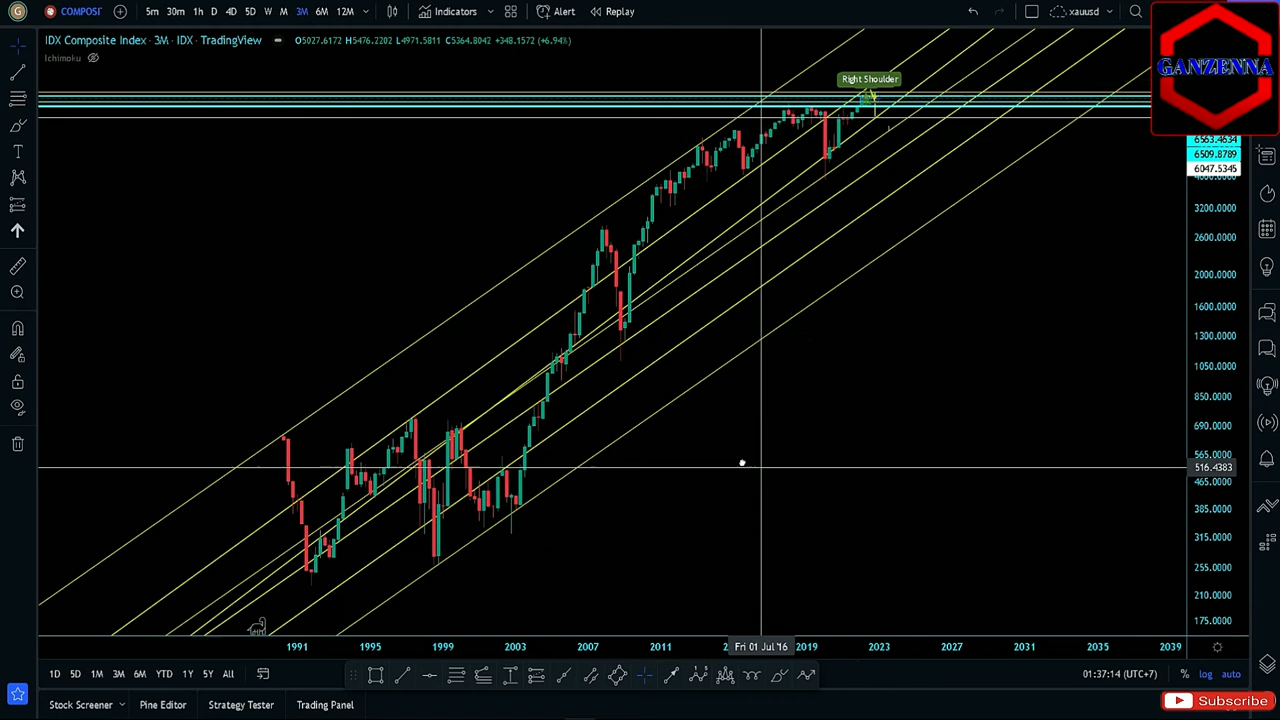 G COMPOSI 5m 30m 1h D 4D 5D W M 3M 6M 12M Indicators Alert Replay xauusd
GANZENNA
IDX Composite Index · 3M · IDX · TradingView O5027.6172 H5476.2202 L4971.5811 C5364.8042 +348.1572 (+6.94%)
Ichimoku
Right Shoulder
6563.4634
6509.8789
6047.5345
4000.0000
3200.0000
2600.0000
2000.0000
1600.0000
1300.0000
1050.0000
850.0000
690.0000
565.0000
516.4383
465.0000
385.0000
315.0000
255.0000
210.0000
175.0000
1991 1995 1999 2003 2007 2011 Fri 01 Jul '16 2019 2023 2027 2031 2035 2039
1D 5D 1M 3M 6M YTD 1Y 5Y All 01:37:14 (UTC+7) % log auto
Stock Screener Pine Editor Strategy Tester Trading Panel
Subscribe